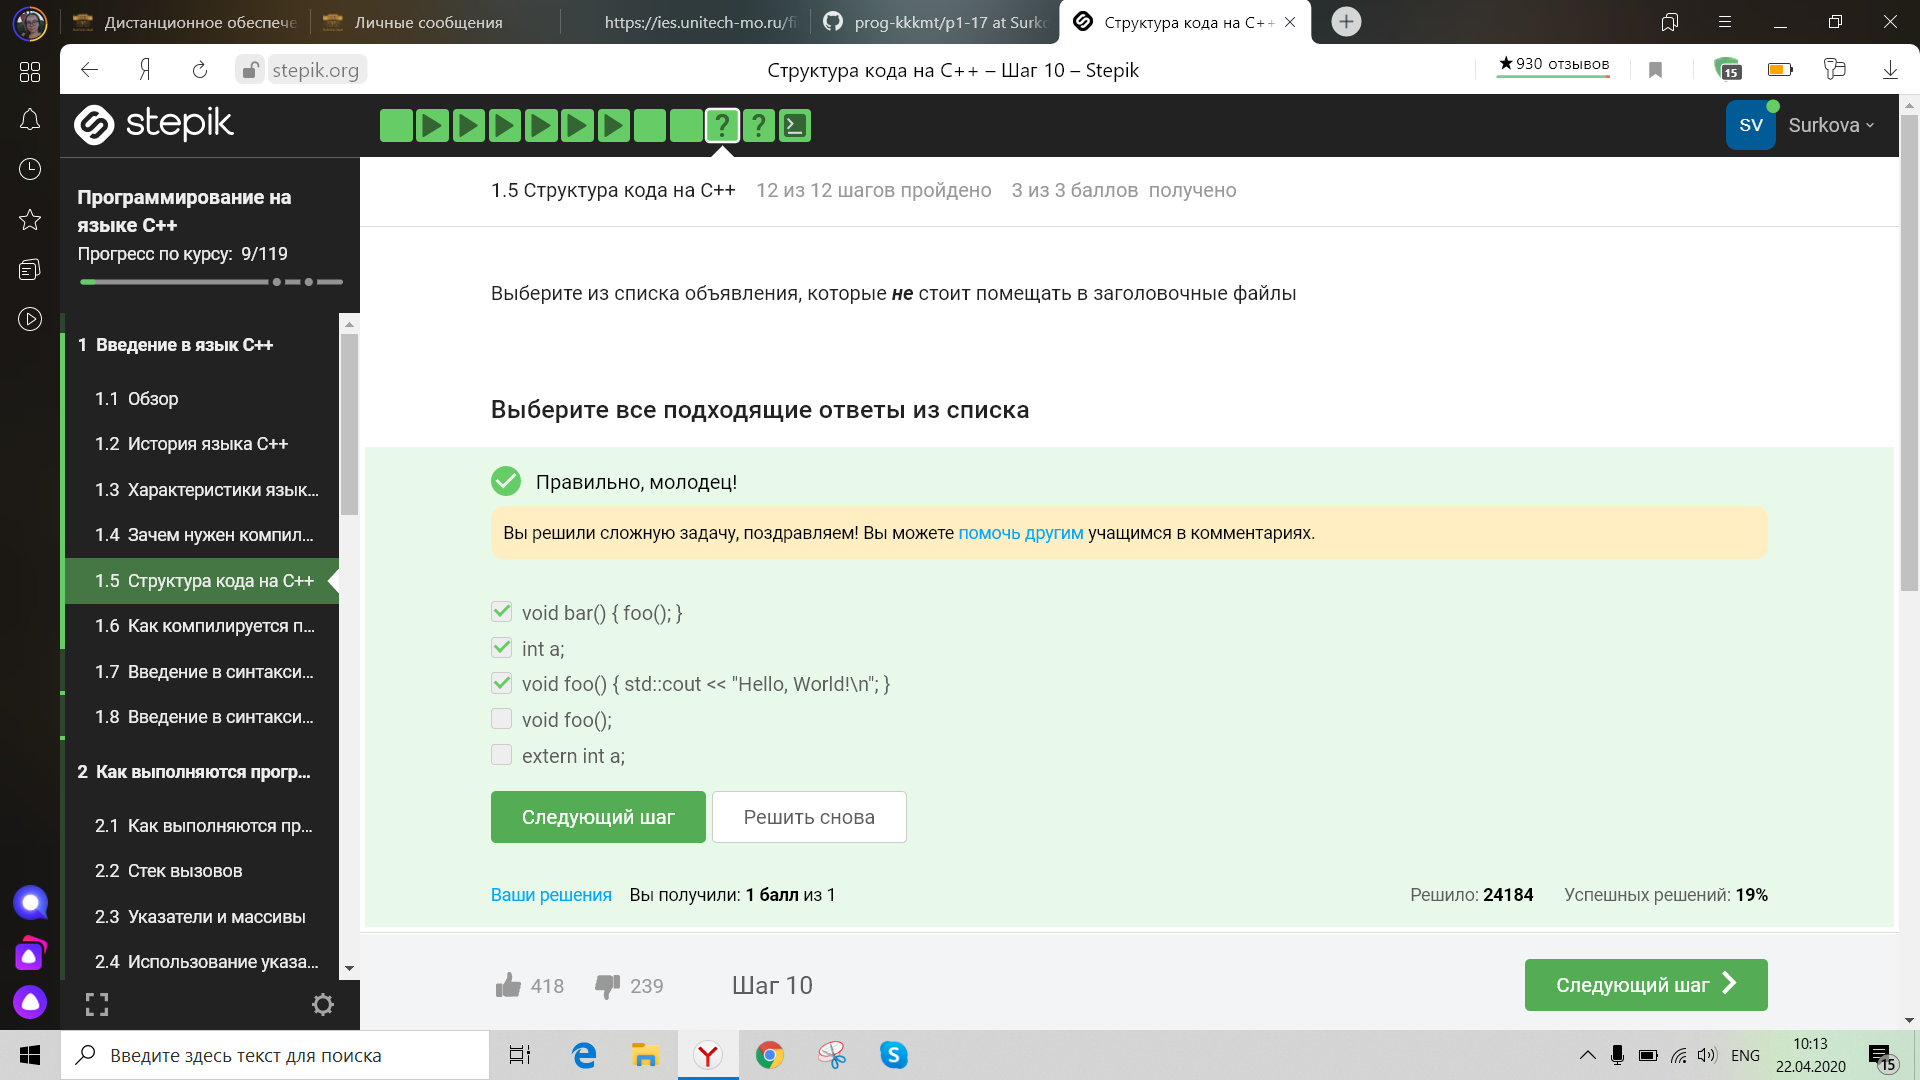 Дистанционное обеспече
Личные сообщения
https://ies.unitech-mo.ru/fi
prog-kkkmt/p1-17 at Surko
Структура кода на C++
stepik.org
Структура кода на C++ – Шаг 10 – Stepik
★930 отзывов
15
stepik
SV
Surkova
Программирование на
языке C++
Прогресс по курсу: 9/119
1.5 Структура кода на C++ 12 из 12 шагов пройдено 3 из 3 баллов получено
1 Введение в язык C++
1.1 Обзор
1.2 История языка C++
1.3 Характеристики язык...
1.4 Зачем нужен компил...
1.5 Структура кода на C++
1.6 Как компилируется п...
1.7 Введение в синтакси...
1.8 Введение в синтакси...
2 Как выполняются прогр...
2.1 Как выполняются пр...
2.2 Стек вызовов
2.3 Указатели и массивы
2.4 Использование указа...
Выберите из списка объявления, которые не стоит помещать в заголовочные файлы
Выберите все подходящие ответы из списка
Правильно, молодец!
Вы решили сложную задачу, поздравляем! Вы можете помочь другим учащимся в комментариях.
void bar() { foo(); }
int a;
void foo() { std::cout << "Hello, World!\n"; }
void foo();
extern int a;
Следующий шаг
Решить снова
Ваши решения Вы получили: 1 балл из 1
Решило: 24184 Успешных решений: 19%
418
239
Шаг 10
Следующий шаг
Введите здесь текст для поиска
ENG
10:13
22.04.2020
15